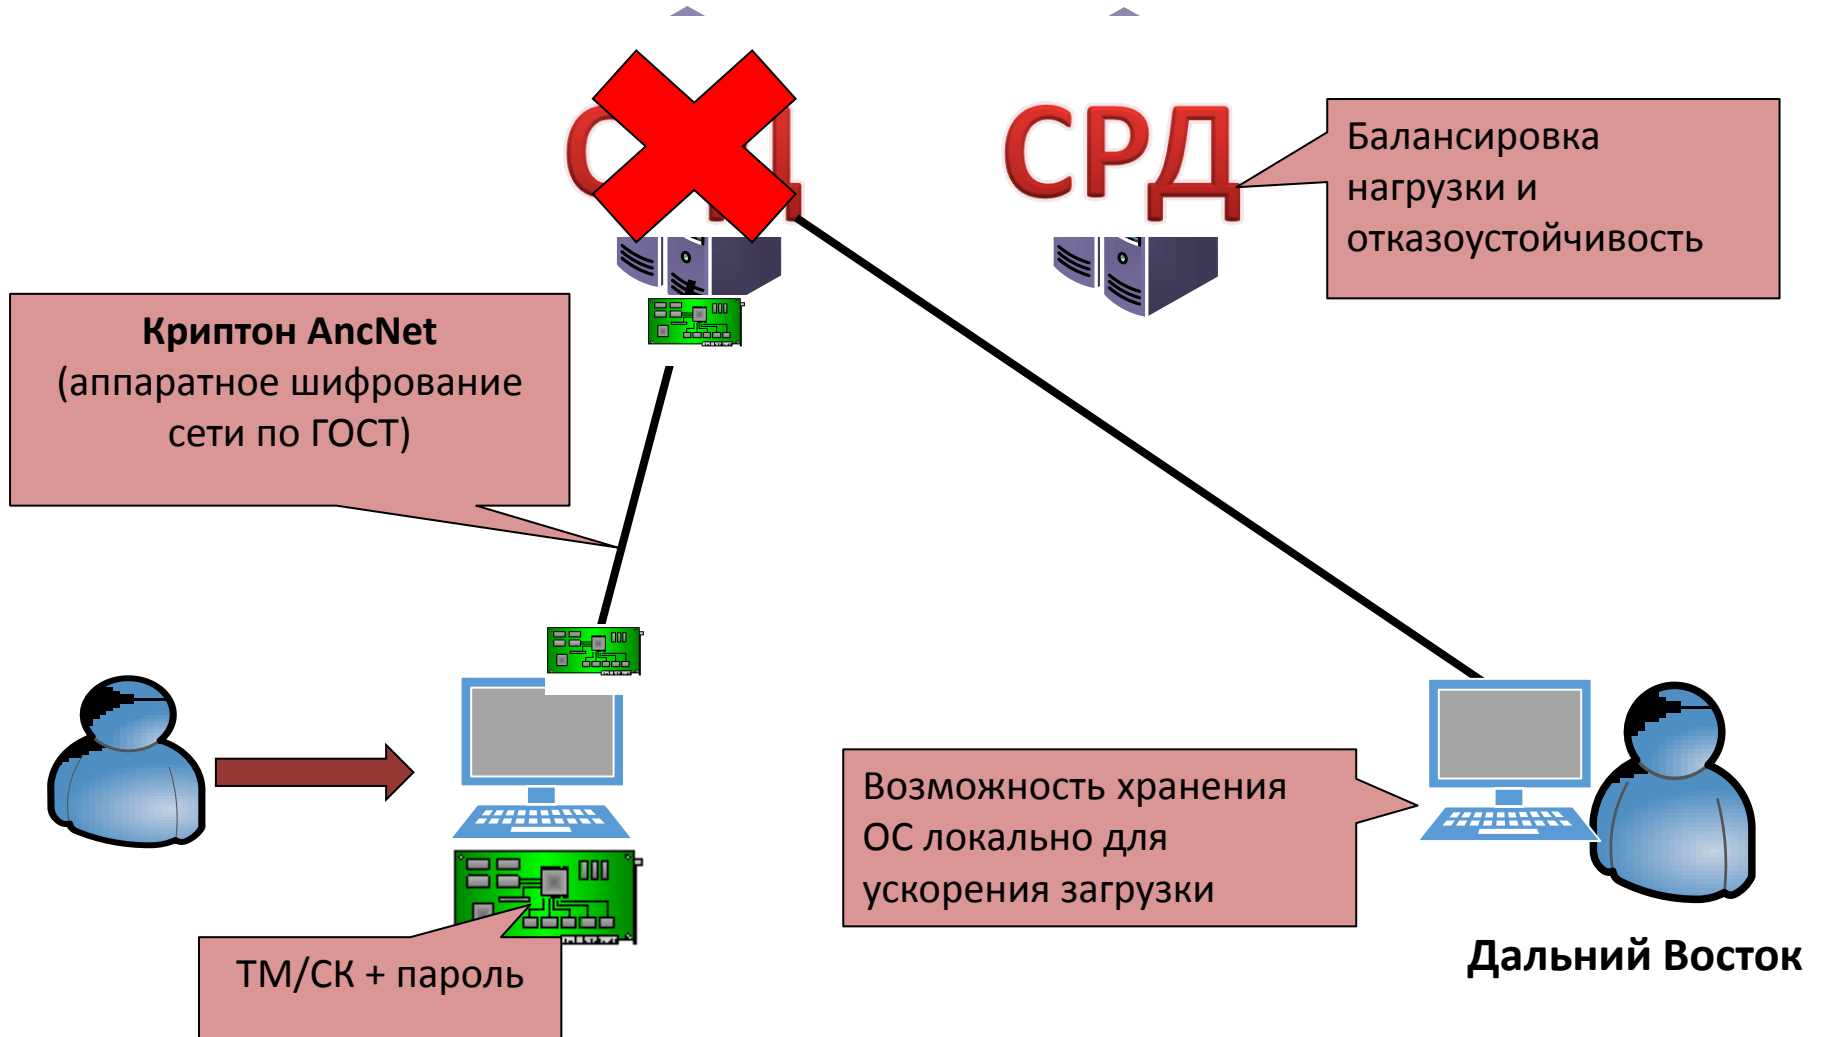 СРД
Балансировка
нагрузки и
отказоустойчивость
Криптон AncNet
(аппаратное шифрование
сети по ГОСТ)
Возможность хранения
ОС локально для
ускорения загрузки
Дальний Восток
ТМ/СК + пароль